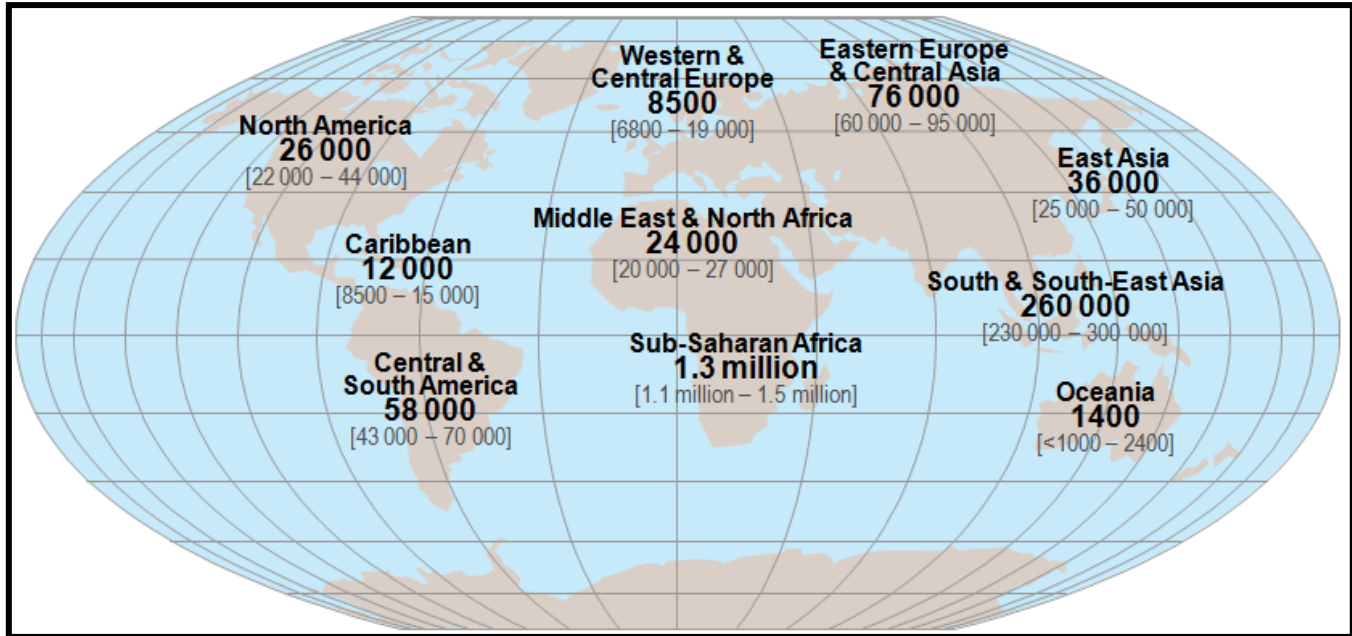 Western &
Central Europe
8500
[6800 – 19 000]
Eastern Europe
& Central Asia
76 000
[60 000 – 95 000]
North America
26 000
[22 000 – 44 000]
East Asia
36 000
[25 000 – 50 000]
Middle East & North Africa
24 000
[20 000 – 27 000]
Caribbean
12 000
[8500 – 15 000]
South & South-East Asia
260 000
[230 000 – 300 000]
Sub-Saharan Africa
1.3 million
[1.1 million – 1.5 million]
Central &
South America
58 000
[43 000 – 70 000]
Oceania
1400
[<1000 – 2400]